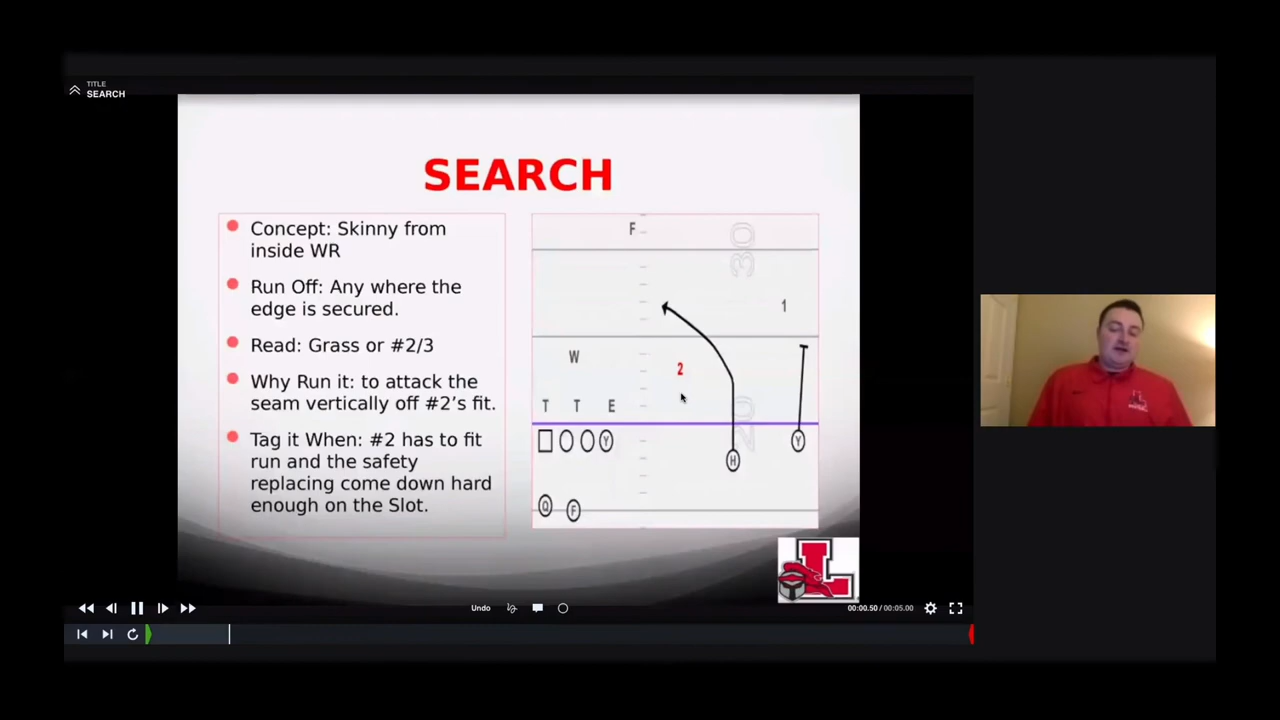 TITLE
SEARCH
SEARCH
Concept: Skinny from
inside WR
Run Off: Any where the
edge is secured.
Read: Grass or #2/3
Why Run it: to attack the
seam vertically off #2's fit.
Tag it When: #2 has to fit
run and the safety
replacing come down hard
enough on the Slot.
F
30
1
W
2
T T E
20
Y Y
H
Q F
L
Undo
00:00.50 / 00:05.00